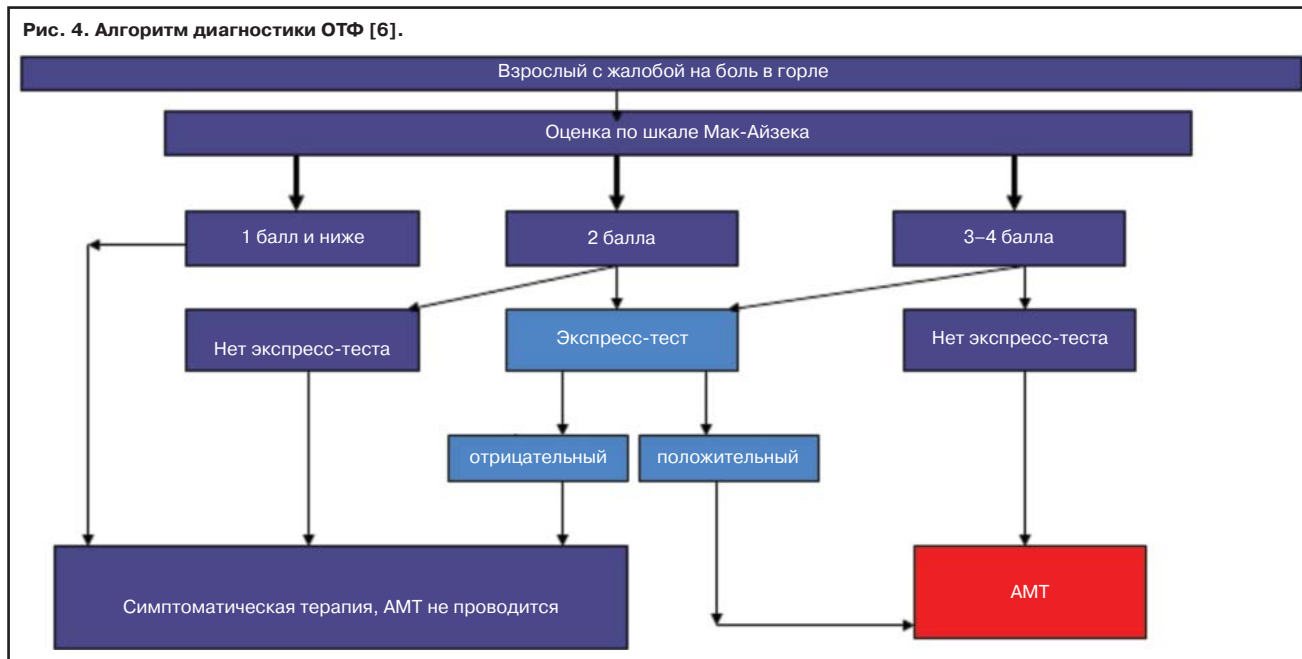 Рис. 4. Алгоритм диагностики ОТФ [6].
Взрослый с жалобой на боль в горле
Оценка по шкале Мак-Айзека
1 балл и ниже
2 балла
3–4 балла
Нет экспресс-теста
Экспресс-тест
Нет экспресс-теста
отрицательный
положительный
Симптоматическая терапия, АМТ не проводится
АМТ